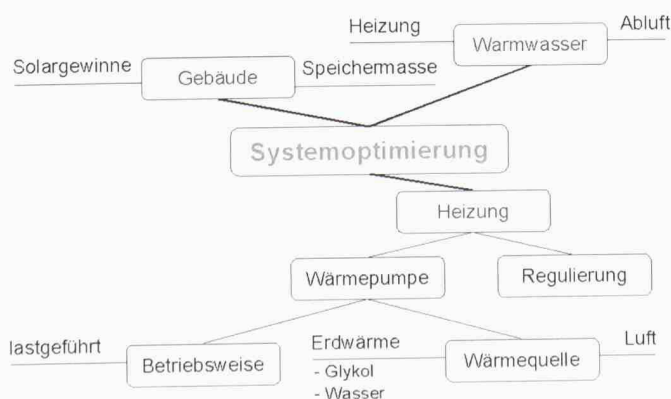 Heizung
Abluft
Warmwasser
Solargewinne
Gebäude
Speichermasse
Systemoptimierung
Heizung
Wärmepumpe
Regulierung
lastgeführt
Betriebsweise
Erdwärme
- Glykol
- Wasser
Wärmequelle
Luft